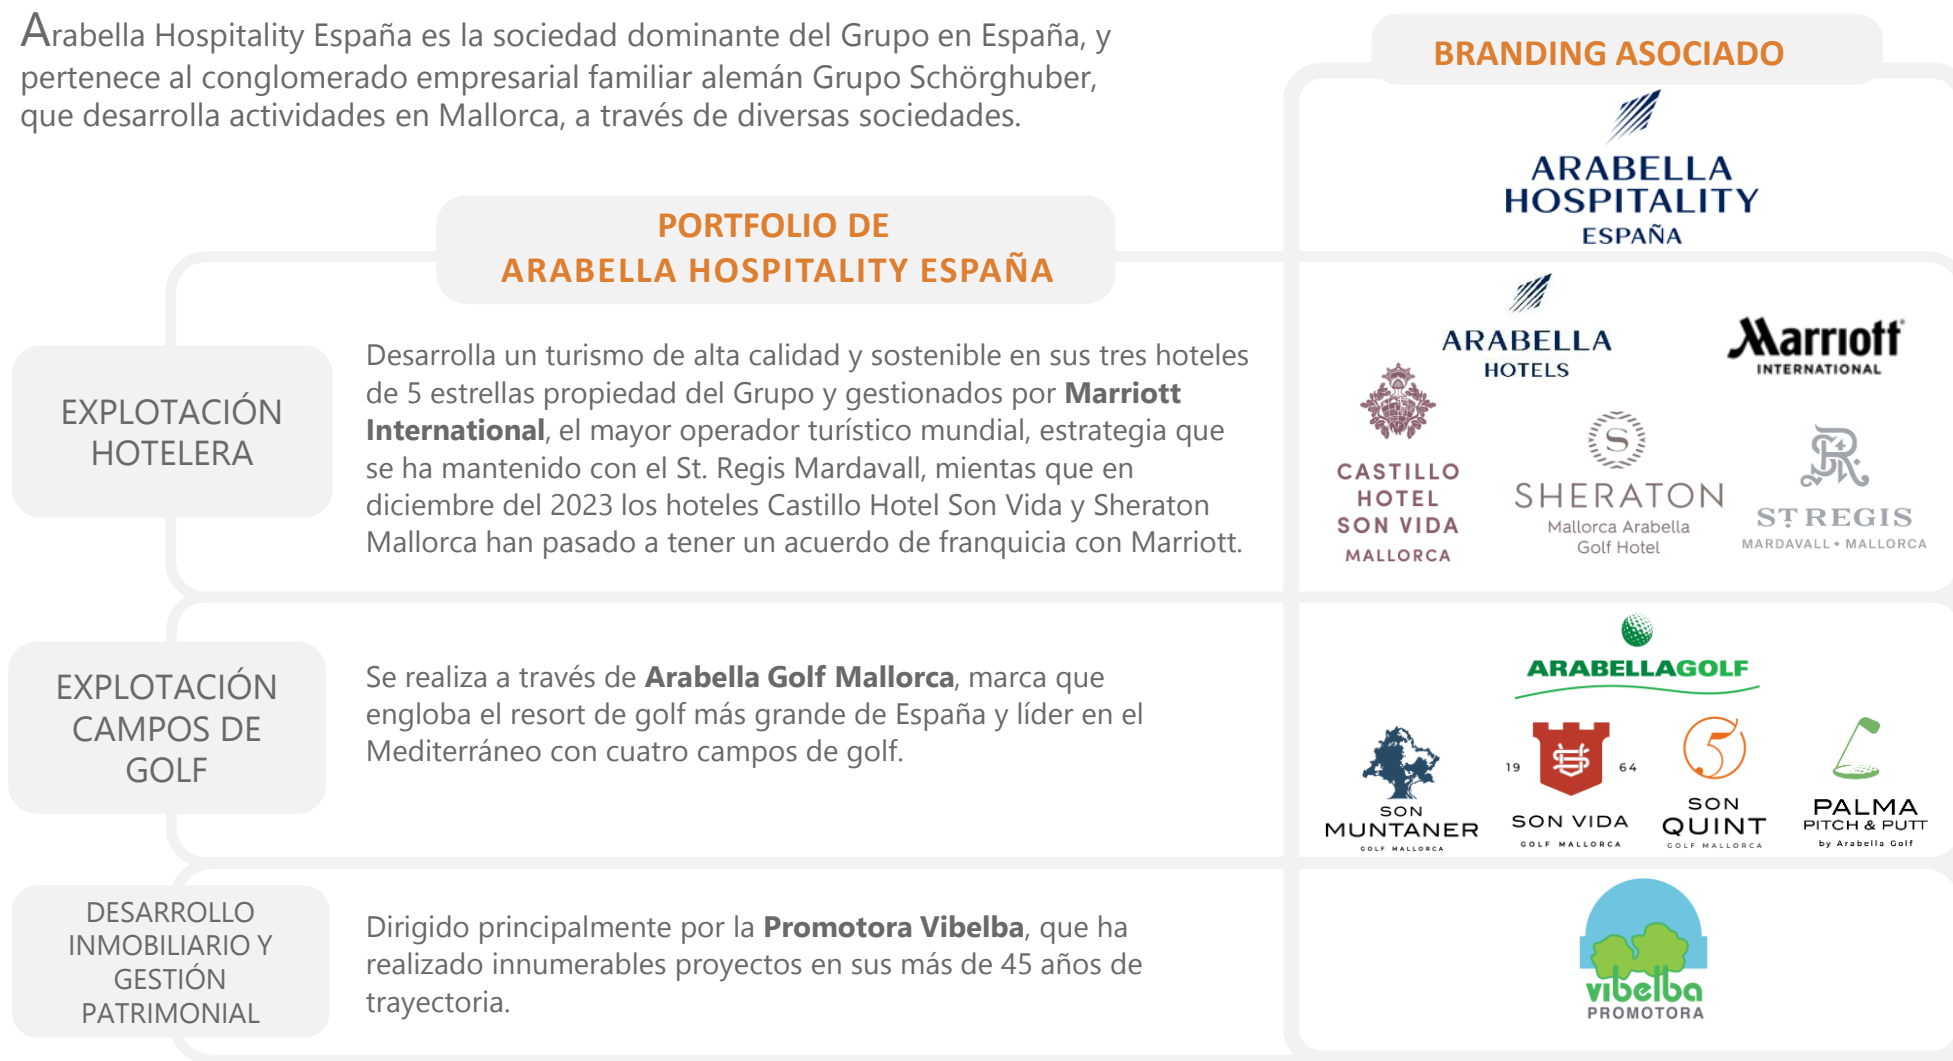 Arabella Hospitality España es la sociedad dominante del Grupo en España, y
pertenece al conglomerado empresarial familiar alemán Grupo Schörghuber,
que desarrolla actividades en Mallorca, a través de diversas sociedades.
BRANDING ASOCIADO
ARABELLA
HOSPITALITY
ESPAÑA
PORTFOLIO DE
ARABELLA HOSPITALITY ESPAÑA
EXPLOTACIÓN
HOTELERA
Desarrolla un turismo de alta calidad y sostenible en sus tres hoteles
de 5 estrellas propiedad del Grupo y gestionados por Marriott
International, el mayor operador turístico mundial, estrategia que
se ha mantenido con el St. Regis Mardavall, mientas que en
diciembre del 2023 los hoteles Castillo Hotel Son Vida y Sheraton
Mallorca han pasado a tener un acuerdo de franquicia con Marriott.
ARABELLA
HOTELS
Marriott
INTERNATIONAL
CASTILLO
HOTEL
SON VIDA
MALLORCA
S
SHERATON
Mallorca Arabella
Golf Hotel
ST REGIS
MARDAVALL • MALLORCA
EXPLOTACIÓN
CAMPOS DE
GOLF
Se realiza a través de Arabella Golf Mallorca, marca que
engloba el resort de golf más grande de España y líder en el
Mediterráneo con cuatro campos de golf.
ARABELLAGOLF
SON
MUNTANER
GOLF MALLORCA
19 64
SON VIDA
GOLF MALLORCA
5
SON
QUINT
GOLF MALLORCA
PALMA
PITCH & PUTT
by Arabella Golf
DESARROLLO
INMOBILIARIO Y
GESTIÓN
PATRIMONIAL
Dirigido principalmente por la Promotora Vibelba, que ha
realizado innumerables proyectos en sus más de 45 años de
trayectoria.
vibelba
PROMOTORA